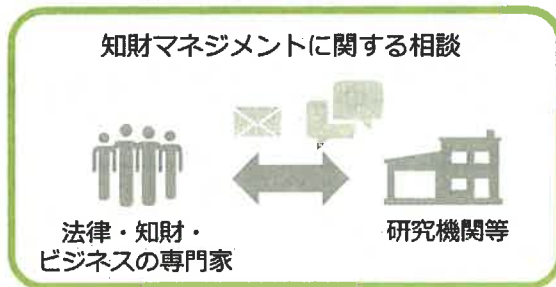 知財マネジメントに関する相談
法律・知財・
ビジネスの専門家
研究機関等